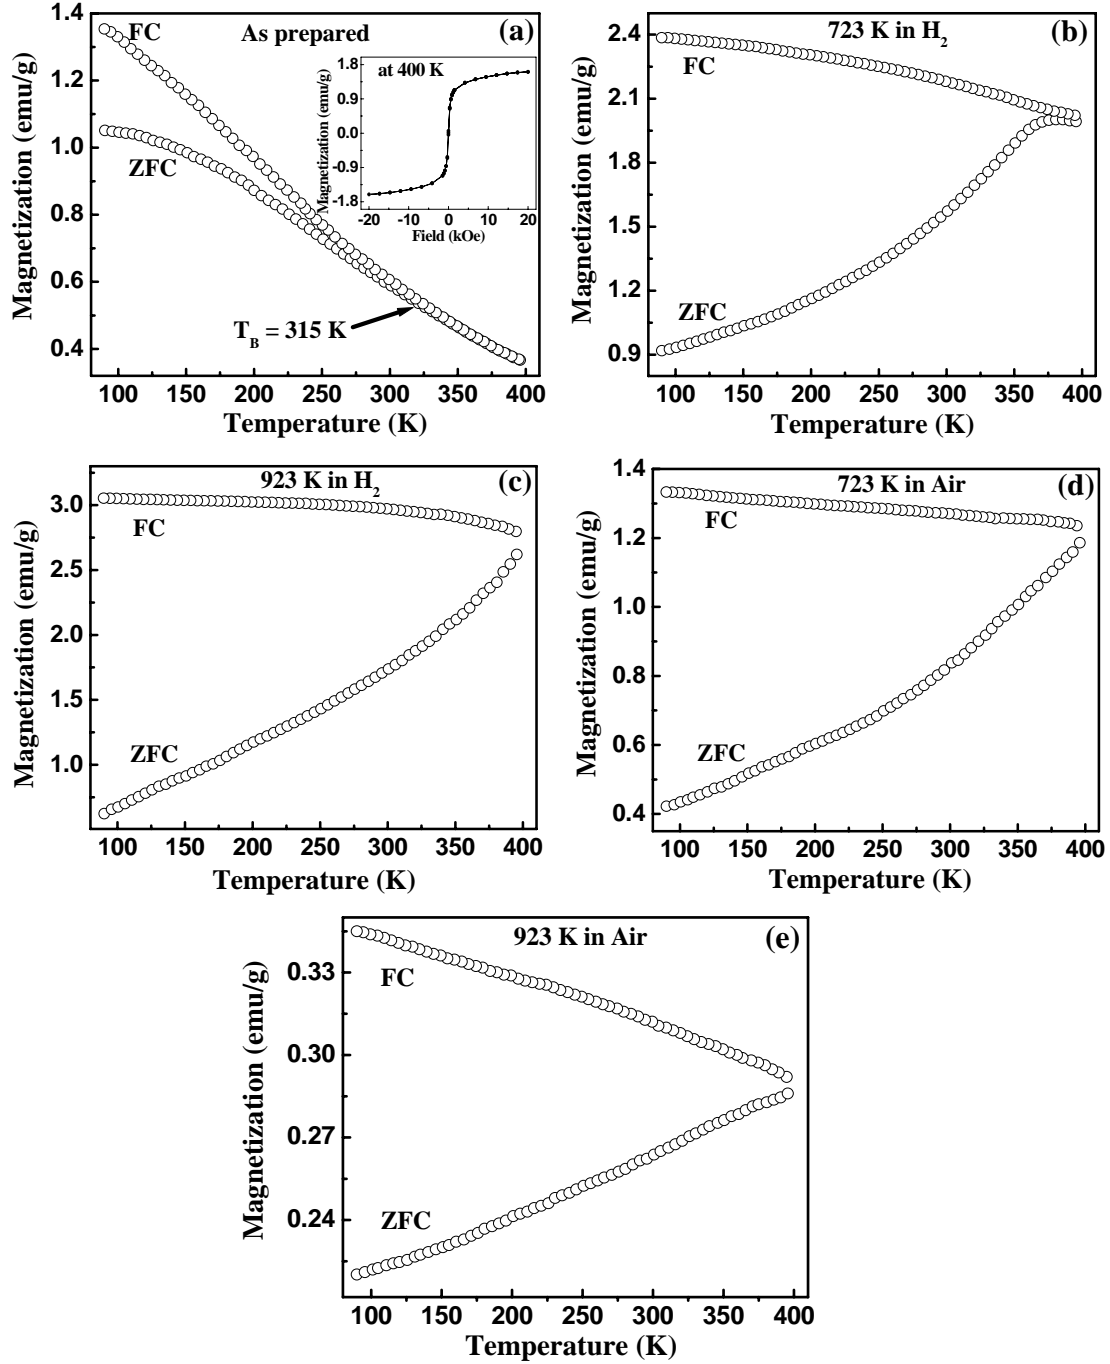 (a)
As prepared
FC
ZFC
T_B = 315 K
1.4
1.2
1.0
0.8
0.6
0.4
100 150 200 250 300 350 400
Magnetization (emu/g)
Temperature (K)
at 400 K
1.8
0.9
0.0
-0.9
-1.8
-20 -10 0 10 20
Magnetization (emu/g)
Field (kOe)
(b)
723 K in H_2
FC
ZFC
2.4
2.1
1.8
1.5
1.2
0.9
100 150 200 250 300 350 400
Magnetization (emu/g)
Temperature (K)
(c)
923 K in H_2
FC
ZFC
3.0
2.5
2.0
1.5
1.0
100 150 200 250 300 350 400
Magnetization (emu/g)
Temperature (K)
(d)
723 K in Air
FC
ZFC
1.4
1.2
1.0
0.8
0.6
0.4
100 150 200 250 300 350 400
Magnetization (emu/g)
Temperature (K)
(e)
923 K in Air
FC
ZFC
0.33
0.30
0.27
0.24
100 150 200 250 300 350 400
Magnetization (emu/g)
Temperature (K)